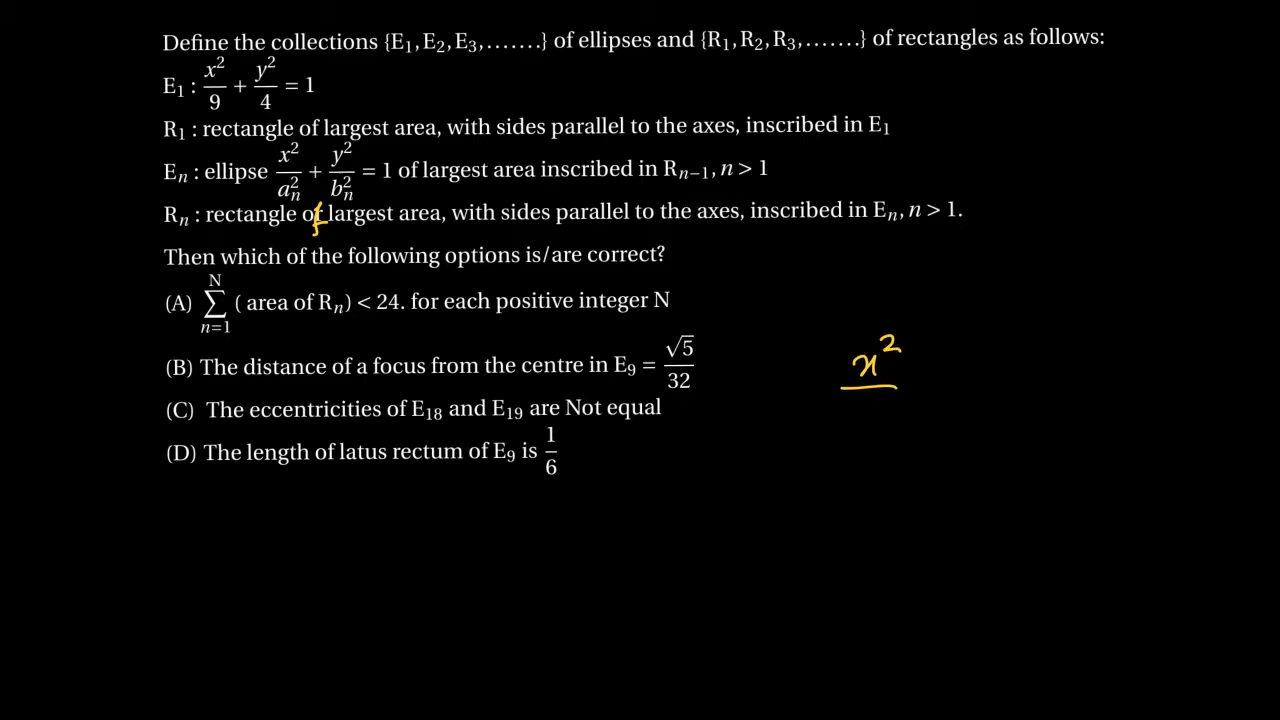 Define the collections {E₁, E₂, E₃, .......} of ellipses and {R₁, R₂, R₃, .......} of rectangles as follows:
E₁ : x²/9 + y²/4 = 1
R₁ : rectangle of largest area, with sides parallel to the axes, inscribed in E₁
Eₙ : ellipse x²/aₙ² + y²/bₙ² = 1 of largest area inscribed in Rₙ₋₁, n > 1
Rₙ : rectangle of largest area, with sides parallel to the axes, inscribed in Eₙ, n > 1.
Then which of the following options is/are correct?
(A) ∑ₙ₌₁ᴺ ( area of Rₙ) < 24. for each positive integer N
(B) The distance of a focus from the centre in E₉ = √5/32
(C) The eccentricities of E₁₈ and E₁₉ are Not equal
(D) The length of latus rectum of E₉ is 1/6
x²